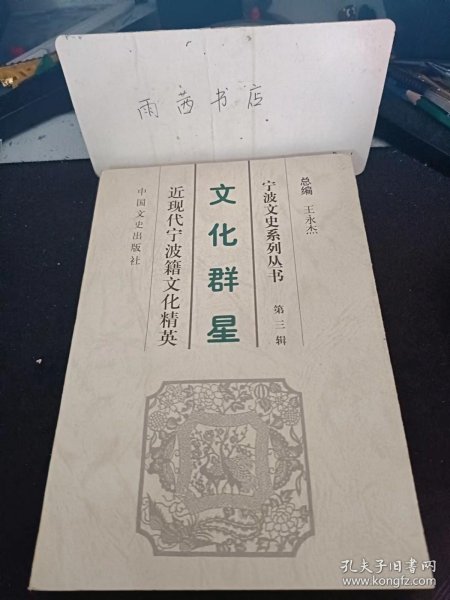 雨茜书店
总编 王永杰
宁波文史系列丛书 第三辑
文化群星
近现代宁波籍文化精英
中国文史出版社
孔夫子旧书网
www.kongfz.com